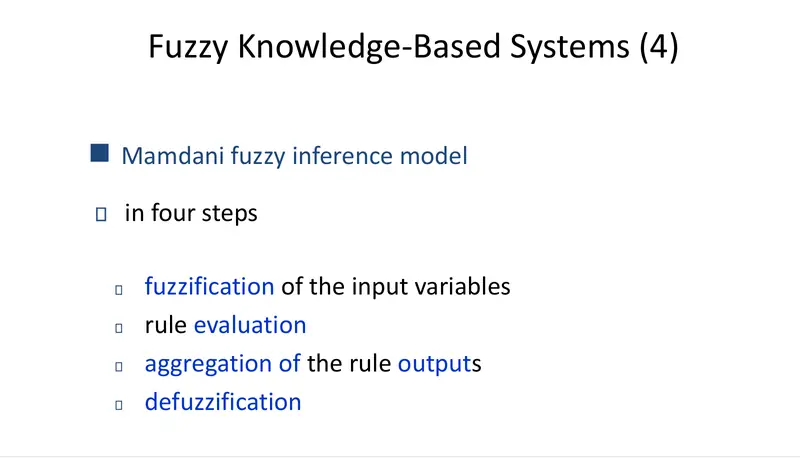 Fuzzy Knowledge-Based Systems (4)
Mamdani fuzzy inference model
in four steps
fuzzification of the input variables
rule evaluation
aggregation of the rule outputs
defuzzification